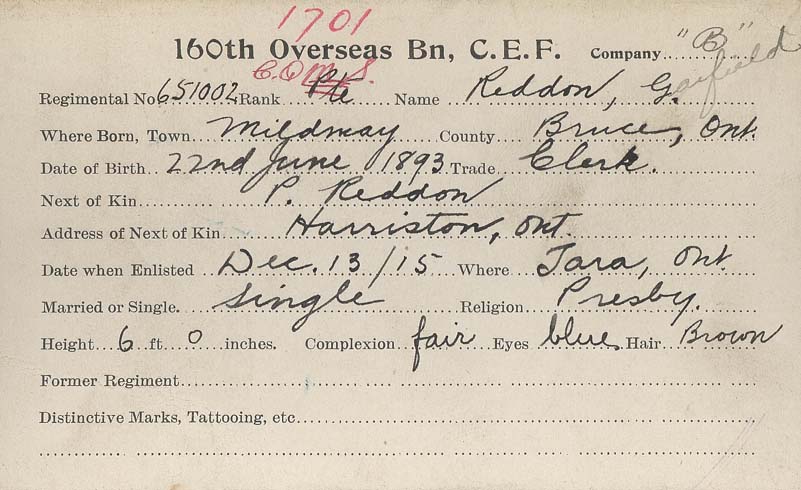 1701
160th Overseas Bn, C.E.F. Company "B"
C.Q.M.S. Garfield
Regimental No 651002 Rank Pte Name Reddon, G.
Where Born, Town Mildmay County Bruce, Ont.
Date of Birth 22nd June 1893 Trade Clerk.
Next of Kin P. Reddon
Address of Next of Kin Harriston, Ont.
Date when Enlisted Dec. 13/15 Where Tara, Ont.
Married or Single. Single Religion Presby.
Height 6 ft 0 inches. Complexion fair Eyes blue Hair Brown
Former Regiment
Distinctive Marks, Tattooing, etc